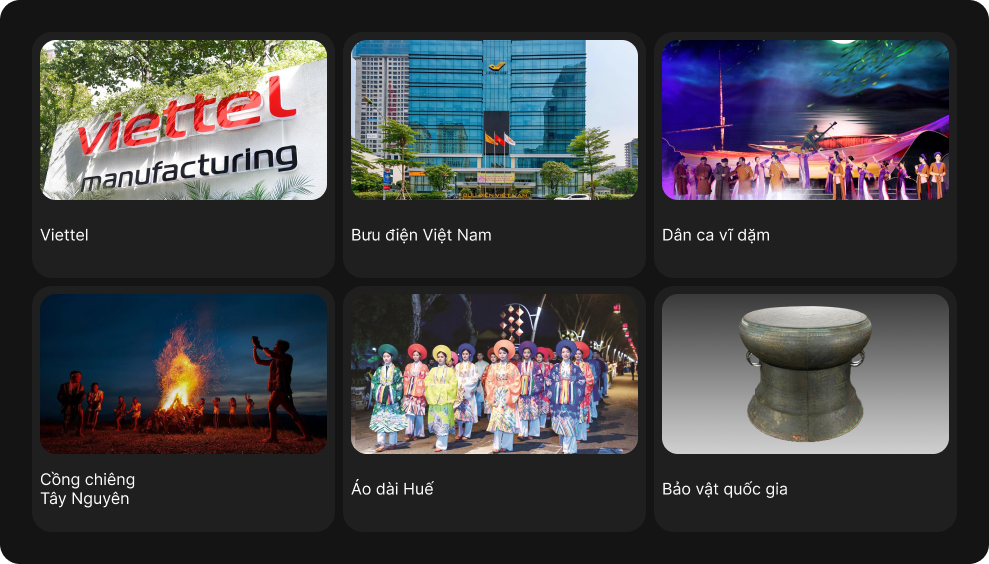 viettel
manufacturing
Viettel
Bưu điện Việt Nam
Dân ca vĩ dặm
Cồng chiêng
Tây Nguyên
Áo dài Huế
Bảo vật quốc gia